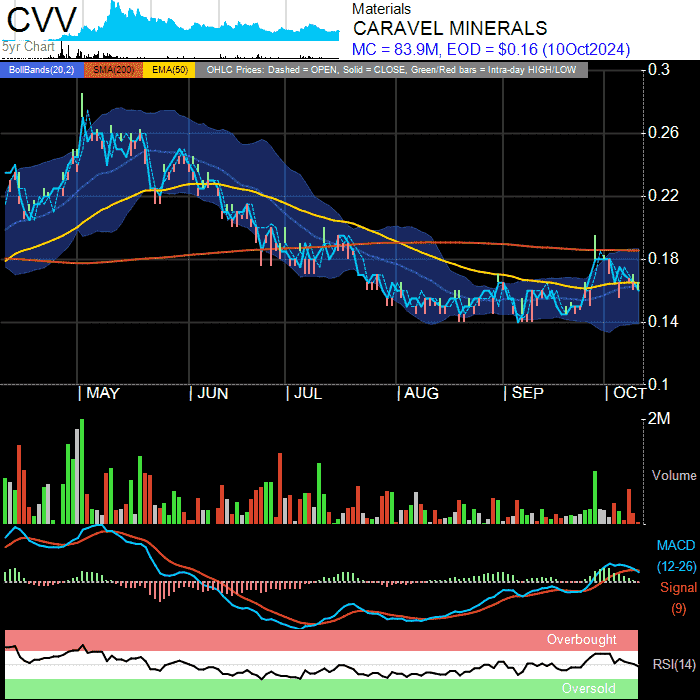 CVV
5yr Chart
Materials
CARAVEL MINERALS
MC = 83.9M, EOD = $0.16 (10Oct2024)
BollBands(20,2) SMA(200) EMA(50) OHLC Prices: Dashed = OPEN, Solid = CLOSE, Green/Red bars = Intra-day HIGH/LOW
0.3
0.26
0.22
0.18
0.14
0.1
| MAY | JUN | JUL | AUG | SEP | OCT
2M
Volume
MACD
(12-26)
Signal
(9)
Overbought
RSI(14)
Oversold